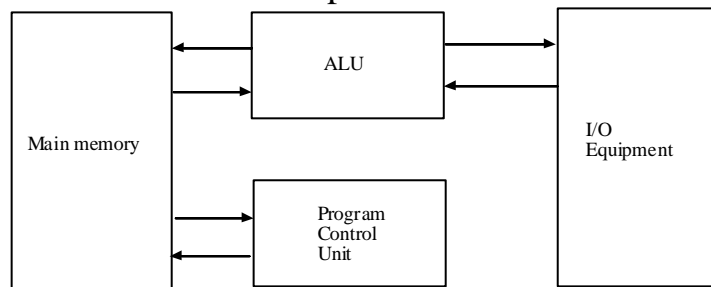 ALU
Main memory
I/O
Equipment
Program
Control
Unit